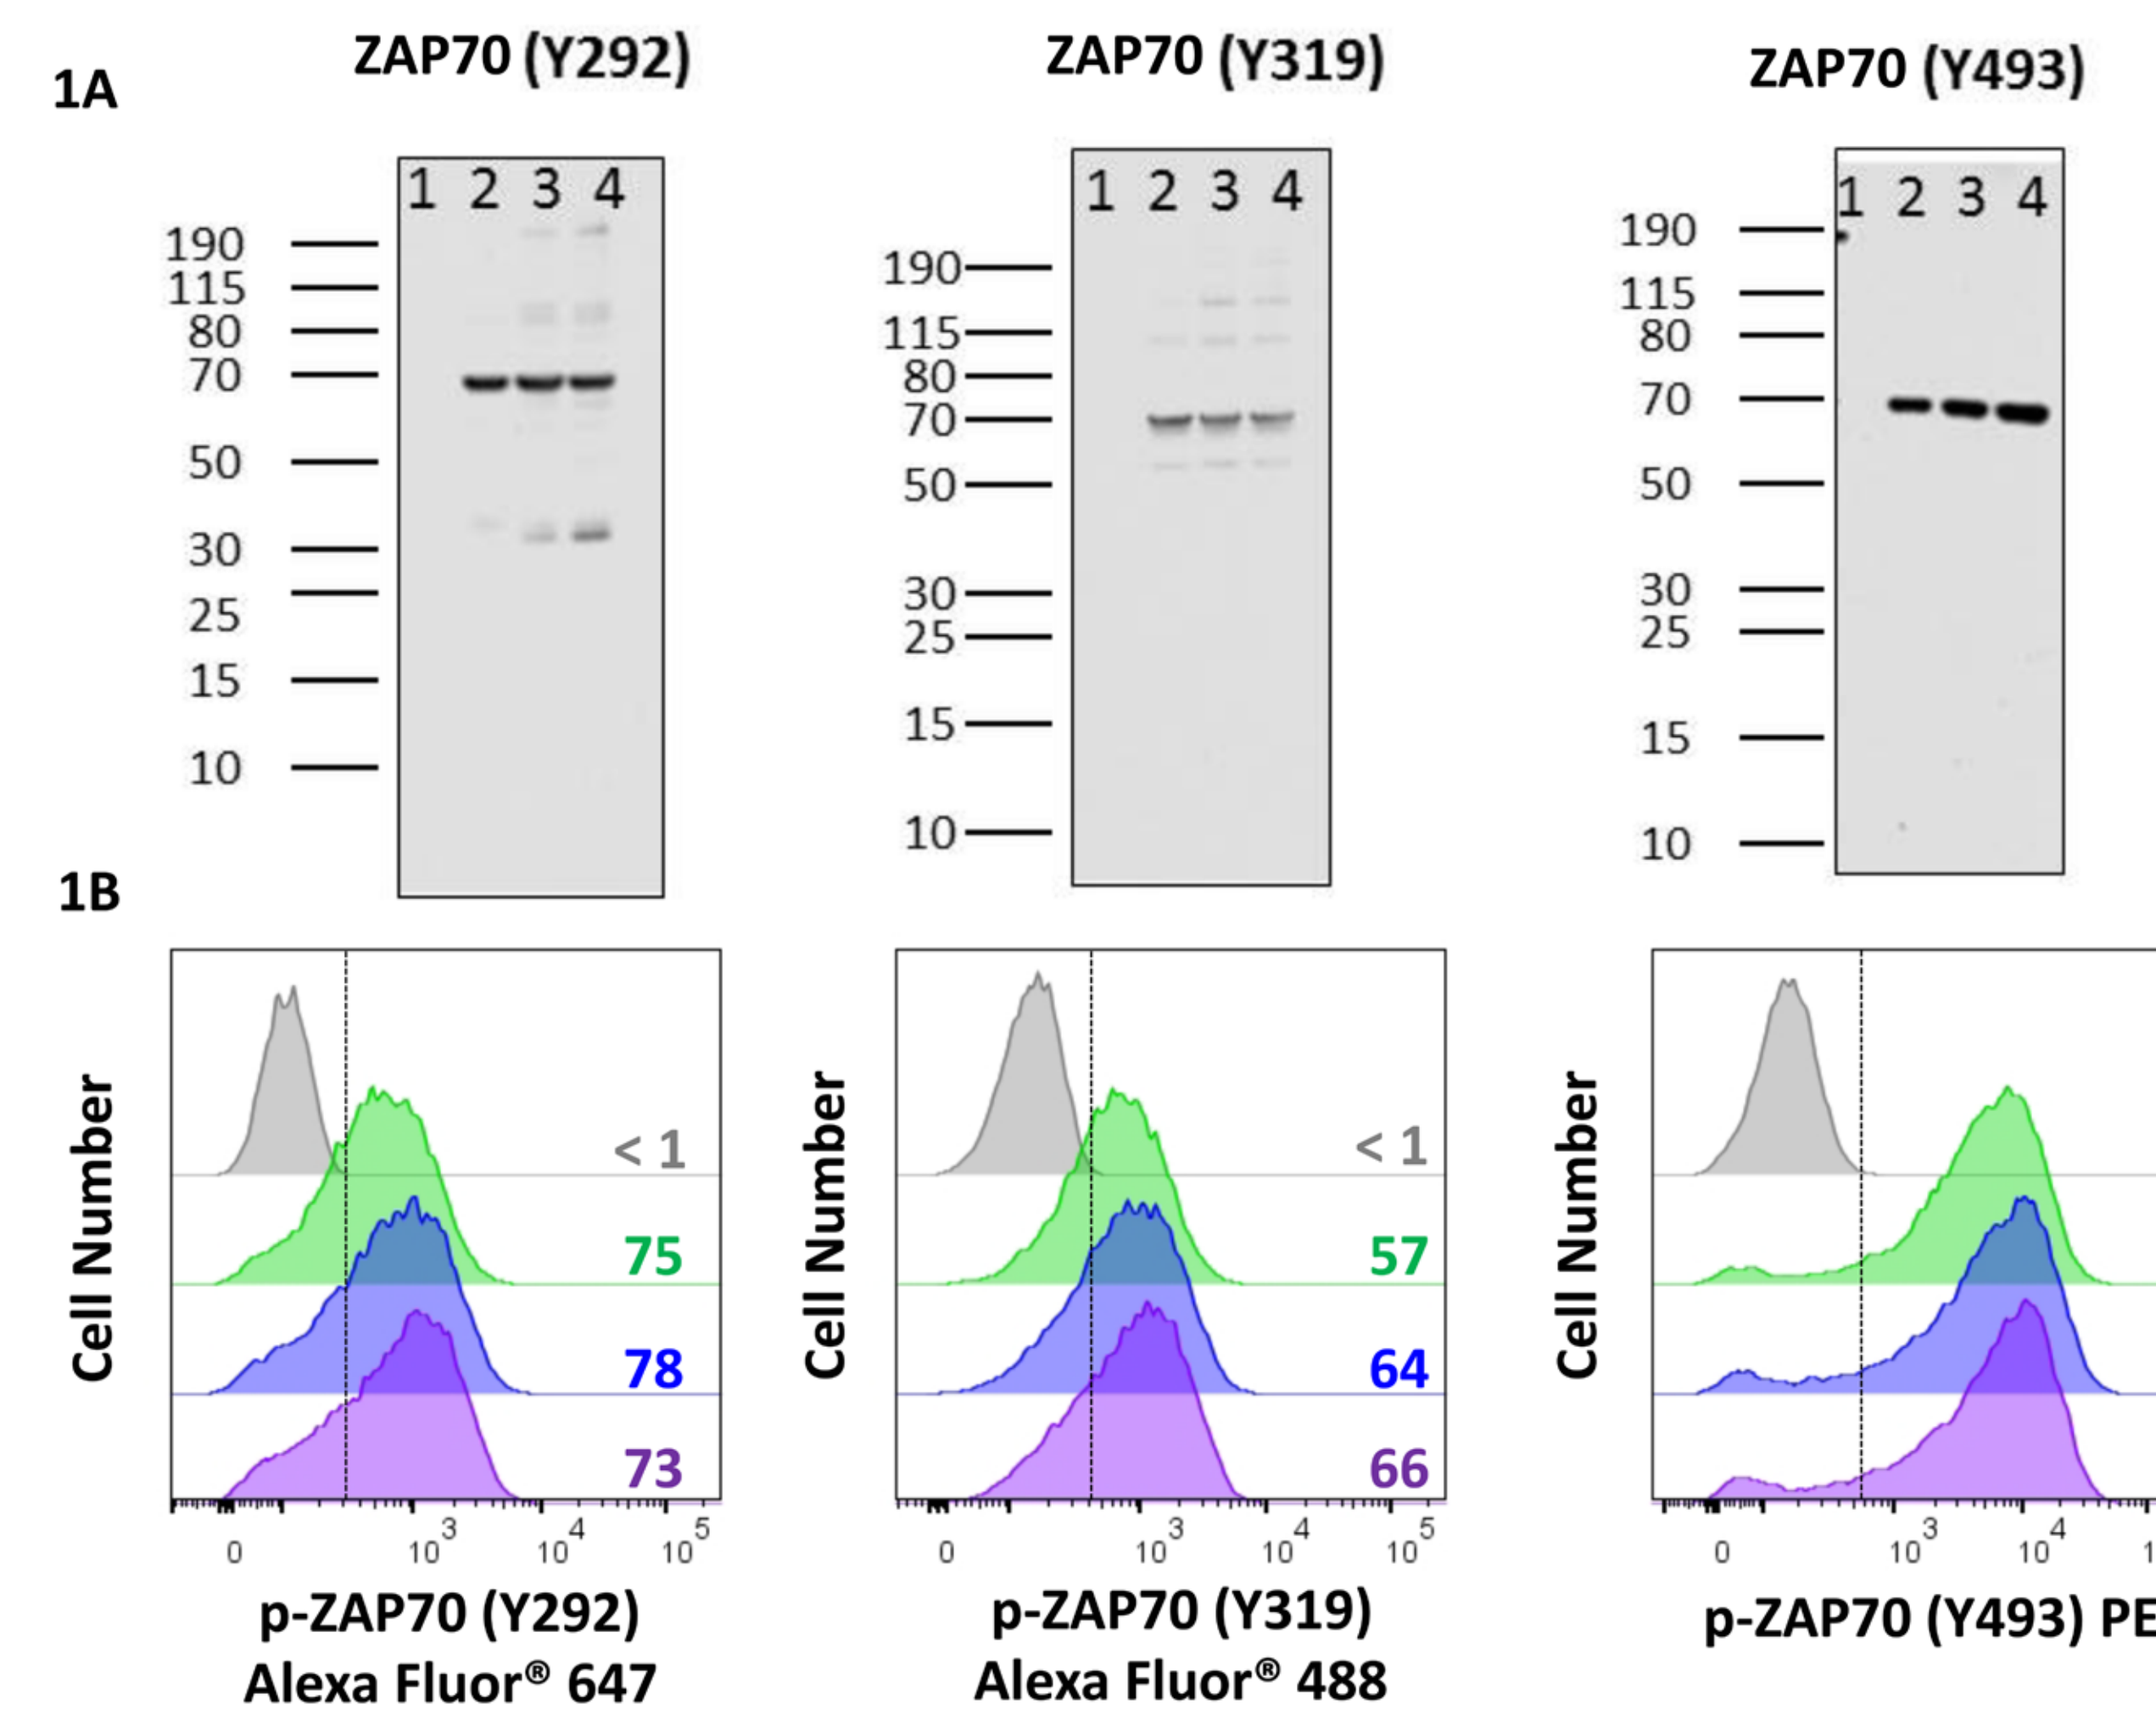 1A
ZAP70 (Y292)
1 2 3 4
190
115
80
70
50
30
25
15
10
ZAP70 (Y319)
1 2 3 4
190
115
80
70
50
30
25
15
10
ZAP70 (Y493)
1 2 3 4
190
115
80
70
50
30
25
15
10
1B
Cell Number
< 1
75
78
73
0 10 3 10 4 10 5
p-ZAP70 (Y292)
Alexa Fluor® 647
Cell Number
< 1
57
64
66
0 10 3 10 4 10 5
p-ZAP70 (Y319)
Alexa Fluor® 488
Cell Number
0 10 3 10 4 1
p-ZAP70 (Y493) PE